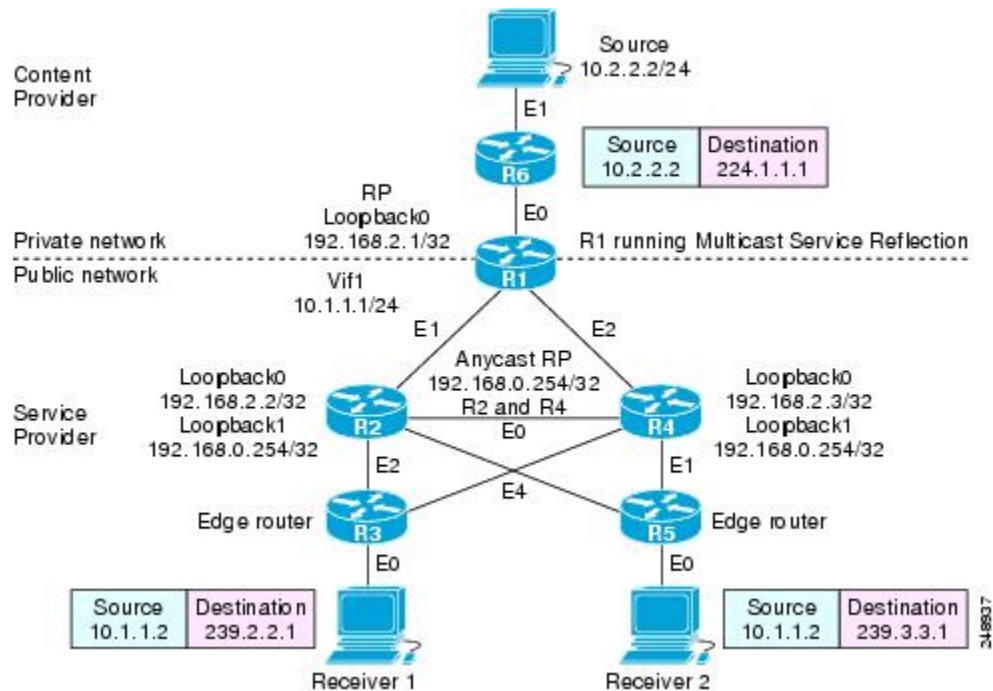 Source
10.2.2.2/24
Content
Provider
E1
Source
10.2.2.2
Destination
224.1.1.1
R6
RP
Loopback0
192.168.2.1/32
E0
Private network
R1 running Multicast Service Reflection
Public network
R1
Vif1
10.1.1.1/24
E1
E2
Anycast RP
192.168.0.254/32
R2 and R4
Loopback0
192.168.2.2/32
Loopback1
192.168.0.254/32
Loopback0
192.168.2.3/32
Loopback1
192.168.0.254/32
Service
Provider
R2
E0
R4
E2
E1
E4
Edge router
R3
R5
Edge router
E0
E0
Source
10.1.1.2
Destination
239.2.2.1
Source
10.1.1.2
Destination
239.3.3.1
Receiver 1
Receiver 2
248937